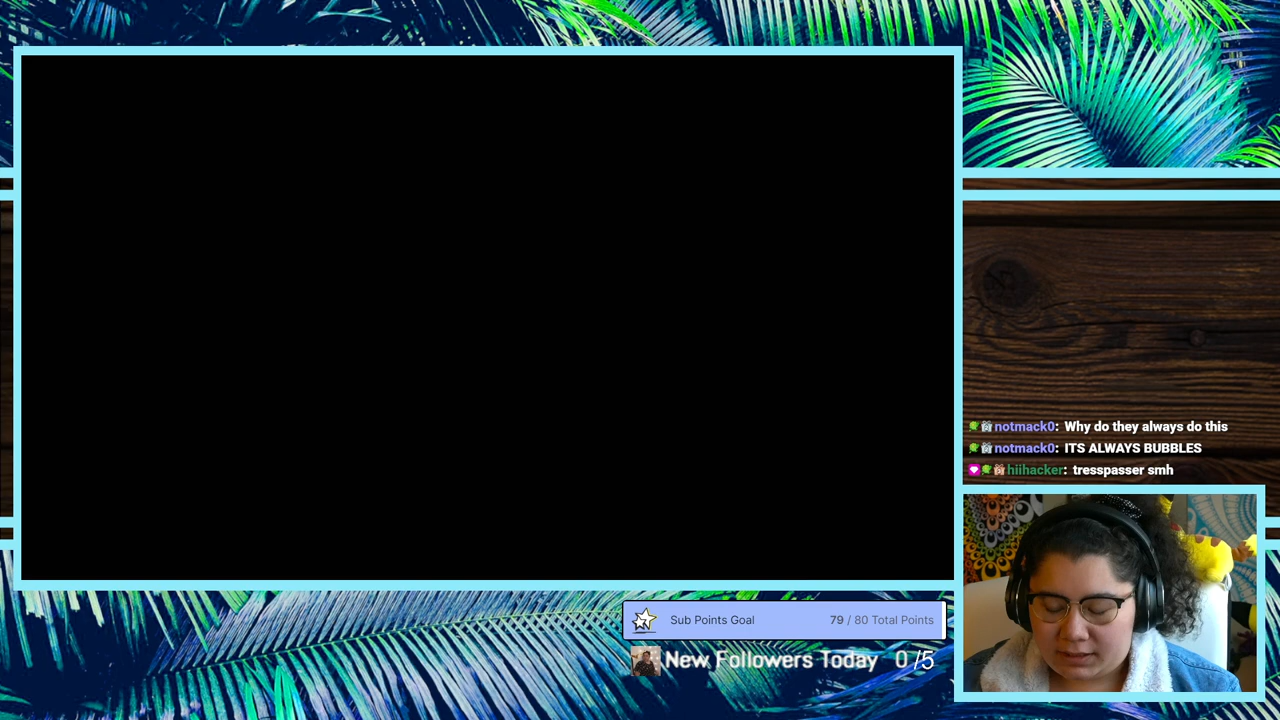 notmack0: Why do they always do this
notmack0: ITS ALWAYS BUBBLES
hiihacker: tresspasser smh
Sub Points Goal 79 / 80 Total Points
New Followers Today 0 /5